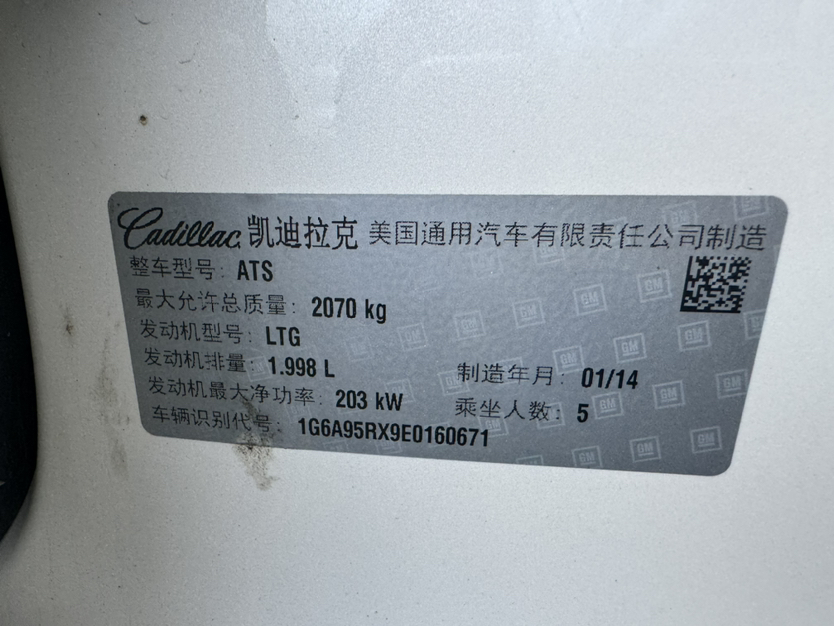 Cadillac. 凯迪拉克 美国通用汽车有限责任公司制造
整车型号: ATS
最大允许总质量: 2070 kg
发动机型号: LTG
发动机排量: 1.998 L 制造年月: 01/14
发动机最大净功率: 203 kW 乘坐人数: 5
车辆识别代号: 1G6A95RX9E0160671
GM